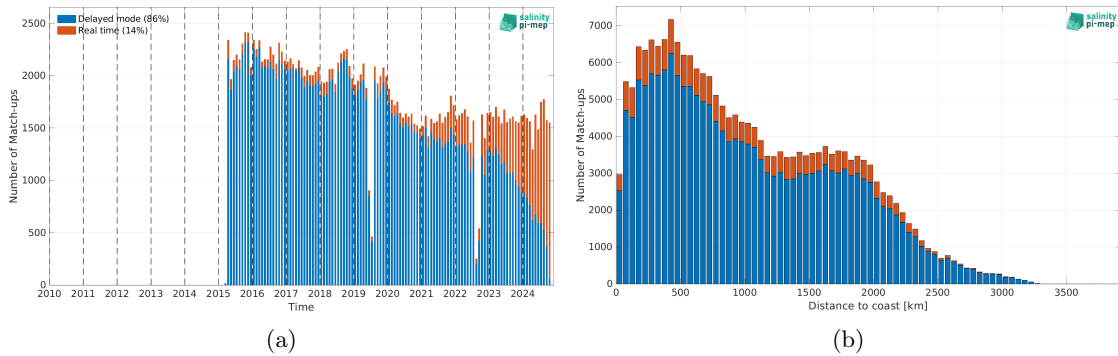 Delayed mode (86%)
Real time (14%)
salinity
pi-mep
Number of Match-ups
2500
2000
1500
1000
500
0
2010 2011 2012 2013 2014 2015 2016 2017 2018 2019 2020 2021 2022 2023 2024
Time
(a)
salinity
pi-mep
Number of Match-ups
7000
6000
5000
4000
3000
2000
1000
0
0 500 1000 1500 2000 2500 3000 3500
Distance to coast [km]
(b)